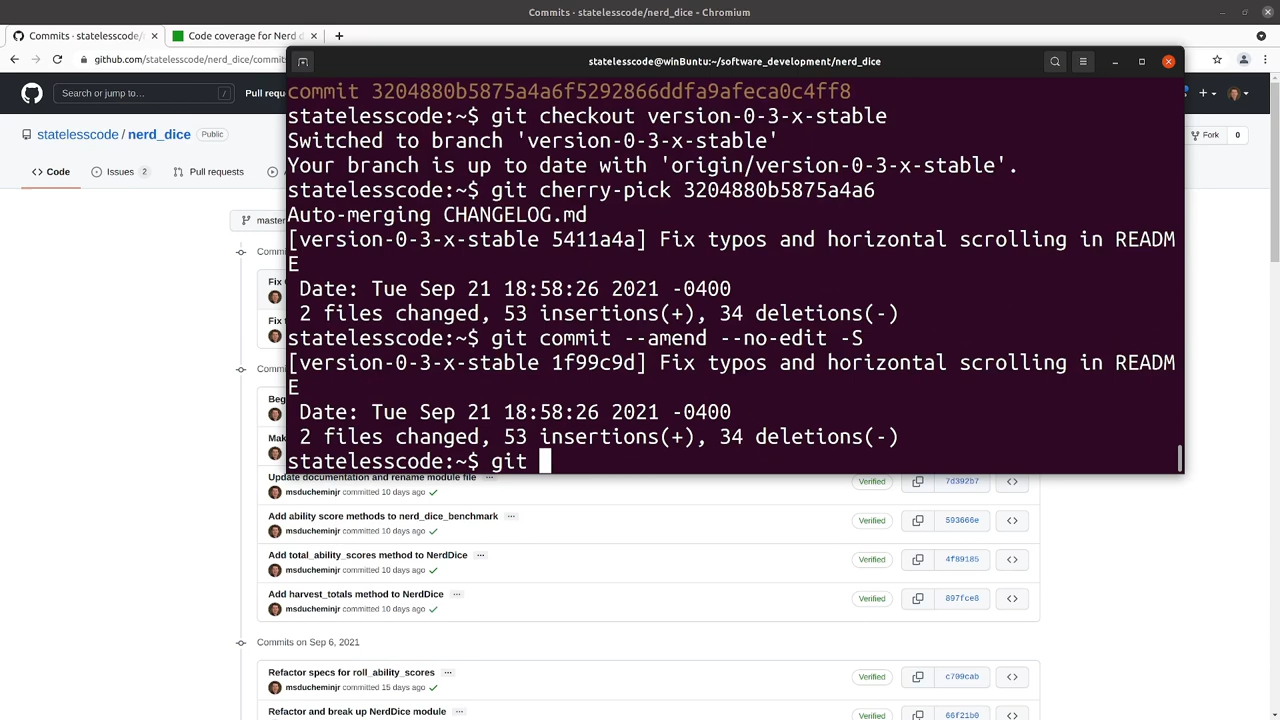 Commits - statelesscode/nerd_dice - Chromium
Commits · statelesscode/
Code coverage for Nerd d
github.com/statelesscode/nerd_dice/commit
statelesscode@winBuntu:~/software_development/nerd_dice
Search or jump to…
/
Pull reque
statelesscode / nerd_dice
Public
Fork
0
Code
Issues
2
Pull requests
master
commit 3204880b5875a4a6f5292866ddfa9afeca0c4ff8
statelesscode:~$ git checkout version-0-3-x-stable
Switched to branch 'version-0-3-x-stable'
Your branch is up to date with 'origin/version-0-3-x-stable'.
statelesscode:~$ git cherry-pick 3204880b5875a4a6
Auto-merging CHANGELOG.md
[version-0-3-x-stable 5411a4a] Fix typos and horizontal scrolling in READM
E
Date: Tue Sep 21 18:58:26 2021 -0400
2 files changed, 53 insertions(+), 34 deletions(-)
statelesscode:~$ git commit --amend --no-edit -S
[version-0-3-x-stable 1f99c9d] Fix typos and horizontal scrolling in READM
E
Date: Tue Sep 21 18:58:26 2021 -0400
2 files changed, 53 insertions(+), 34 deletions(-)
statelesscode:~$ git
Comm
Fix
Fix
Comm
Beg
Mak
Update documentation and rename module file
msducheminjr committed 10 days ago
Verified
7d392b7
Add ability score methods to nerd_dice_benchmark
msducheminjr committed 10 days ago
Verified
593666e
Add total_ability_scores method to NerdDice
msducheminjr committed 10 days ago
Verified
4f89185
Add harvest_totals method to NerdDice
msducheminjr committed 10 days ago
Verified
897fce8
Commits on Sep 6, 2021
Refactor specs for roll_ability_scores
msducheminjr committed 15 days ago
Verified
c709cab
Refactor and break up NerdDice module
Verified
66f21b0